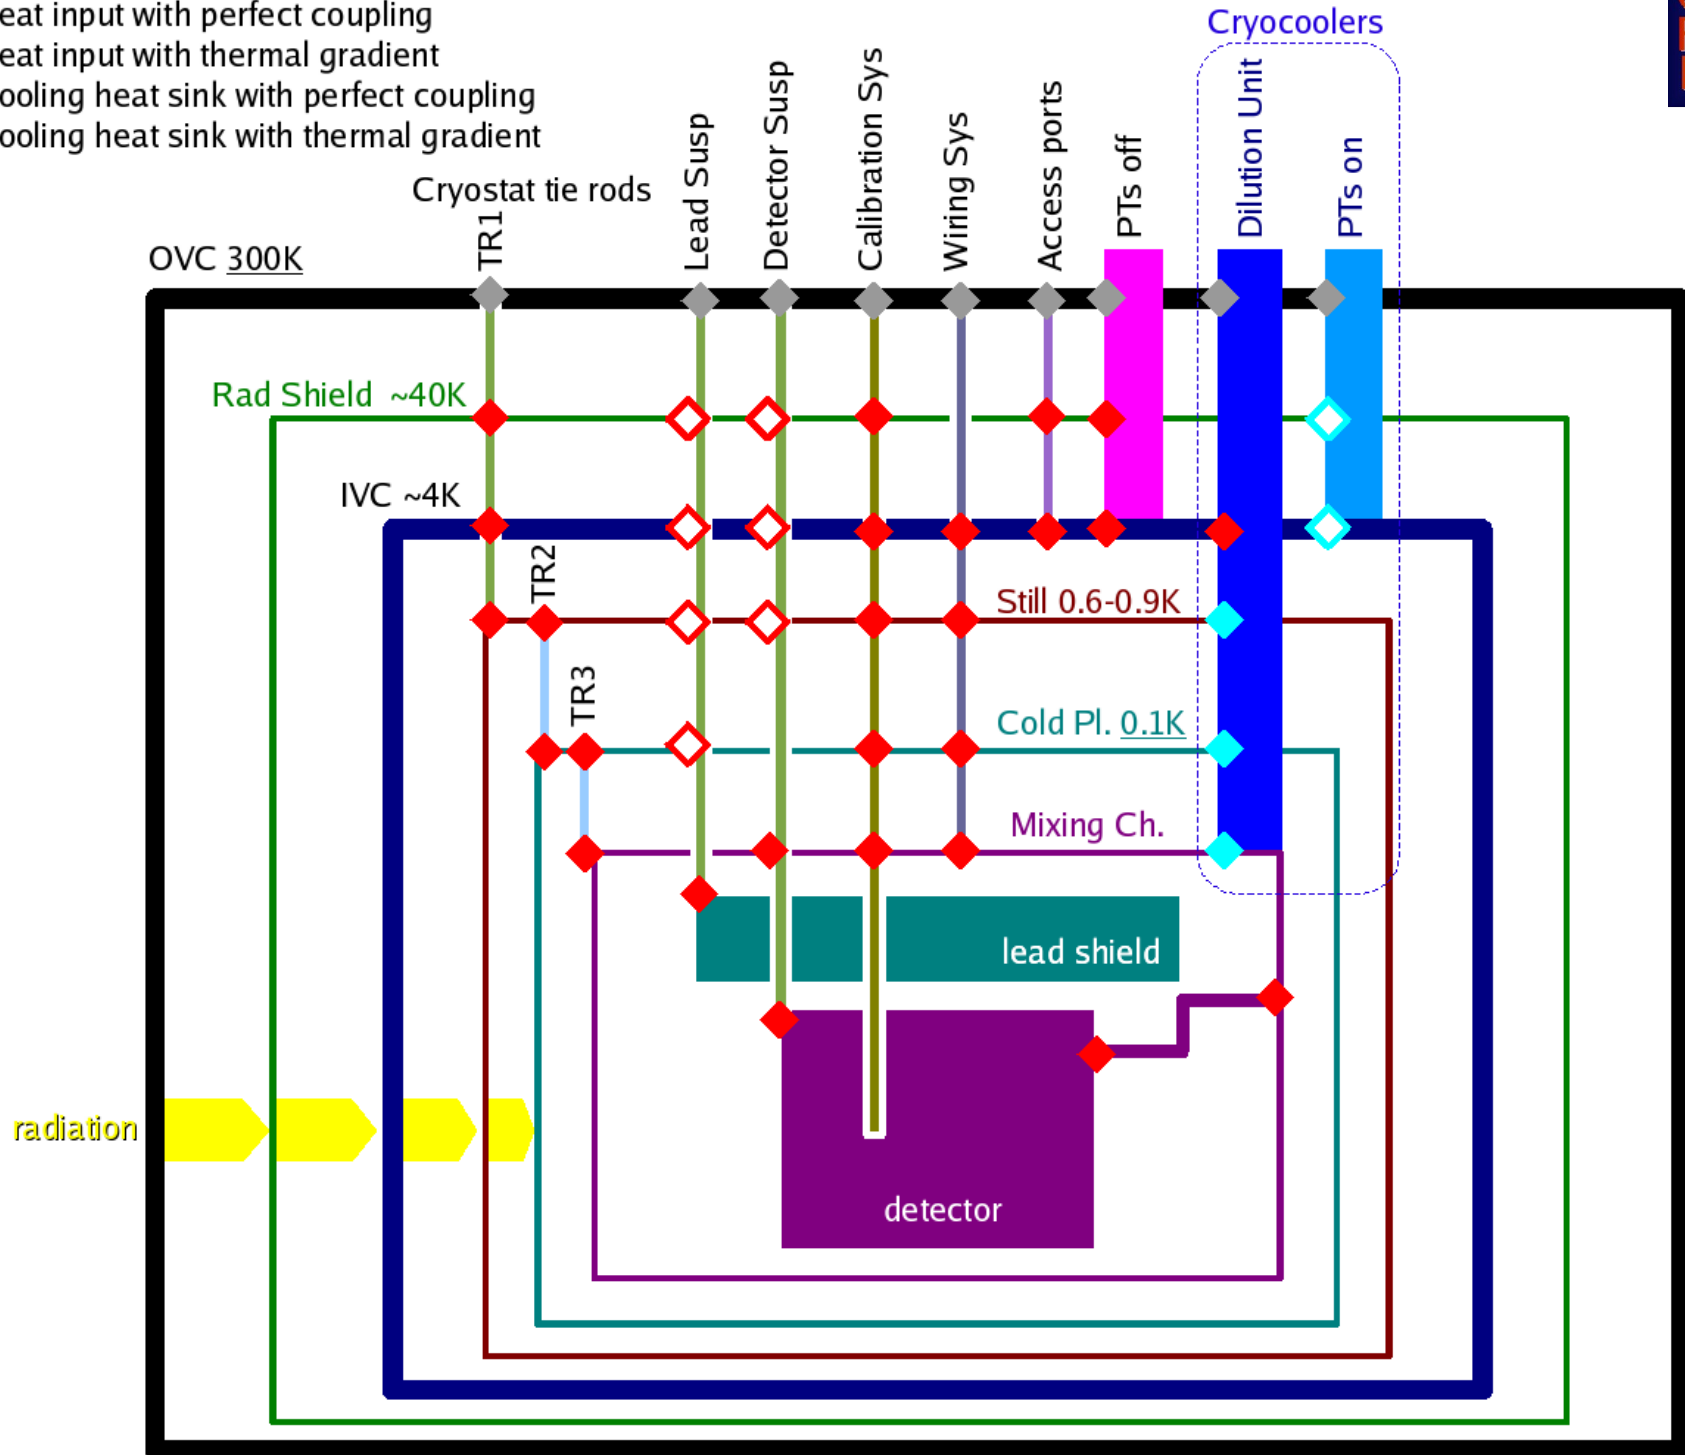 eat input with perfect coupling
eat input with thermal gradient
ooling heat sink with perfect coupling
ooling heat sink with thermal gradient
Cryocoolers
Cryostat tie rods
TR1
Lead Susp
Detector Susp
Calibration Sys
Wiring Sys
Access ports
PTs off
Dilution Unit
PTs on
OVC 300K
Rad Shield ~40K
IVC ~4K
TR2
Still 0.6-0.9K
TR3
Cold Pl. 0.1K
Mixing Ch.
lead shield
radiation
detector